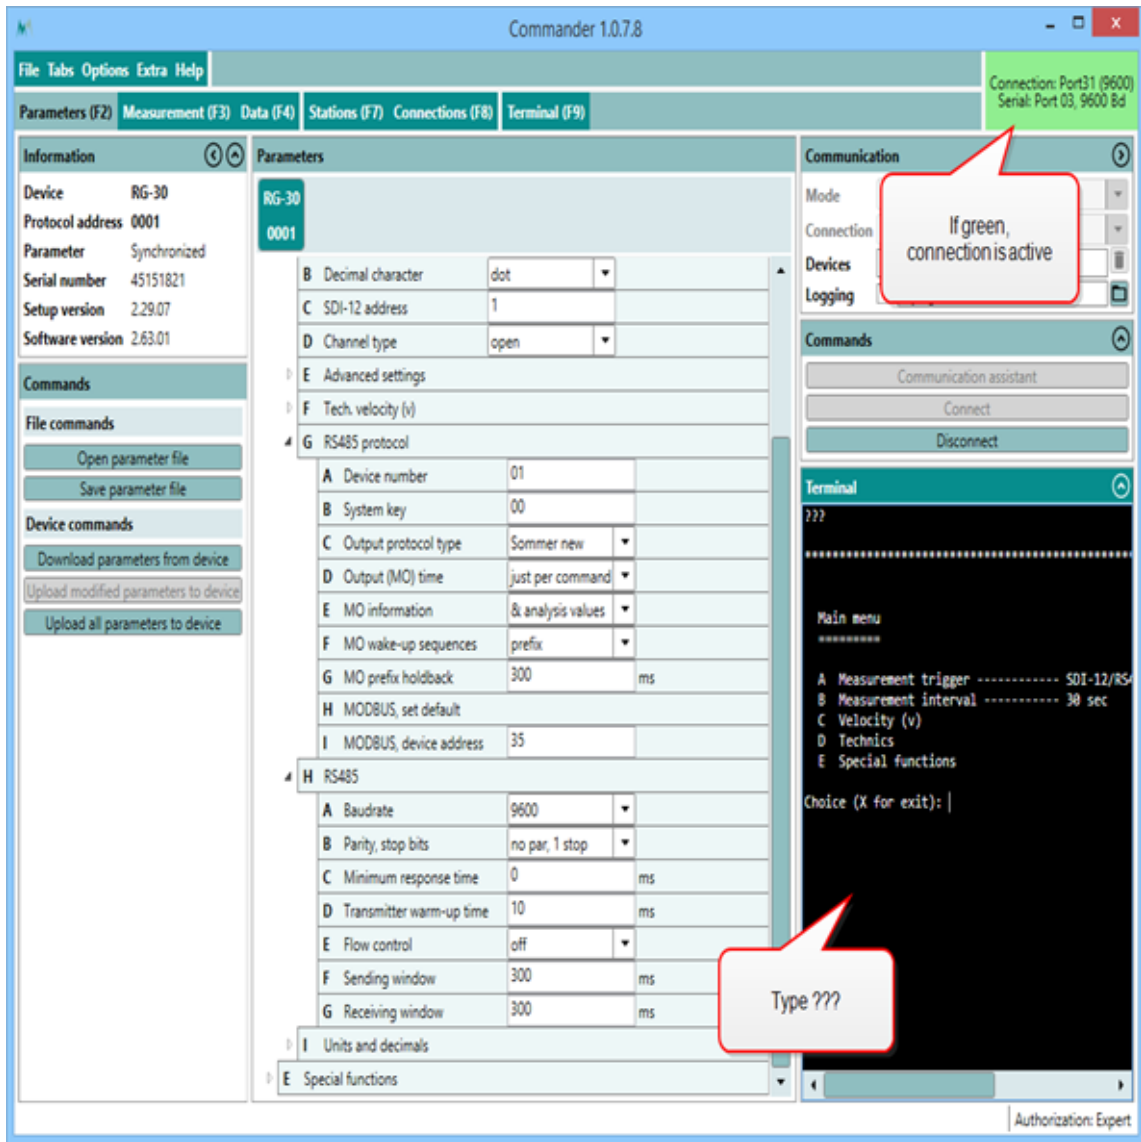 Commander 1.0.7.8
File Tabs Options Extra Help
Connection: Port31 (9600)
Serial: Port 03, 9600 Bd
Parameters (F2) Measurement (F3) Data (F4) Stations (F7) Connections (F8) Terminal (F9)
Information
Device RG-30
Protocol address 0001
Parameter Synchronized
Serial number 45151821
Setup version 2.29.07
Software version 2.63.01
Commands
File commands
Open parameter file
Save parameter file
Device commands
Download parameters from device
Upload modified parameters to device
Upload all parameters to device
Parameters
RG-30
0001
B Decimal character dot
C SDI-12 address 1
D Channel type open
E Advanced settings
F Tech. velocity (v)
G RS485 protocol
A Device number 01
B System key 00
C Output protocol type Sommer new
D Output (MO) time just per command
E MO information & analysis values
F MO wake-up sequences prefix
G MO prefix holdback 300 ms
H MODBUS, set default
I MODBUS, device address 35
H RS485
A Baudrate 9600
B Parity, stop bits no par, 1 stop
C Minimum response time 0 ms
D Transmitter warm-up time 10 ms
E Flow control off
F Sending window 300 ms
G Receiving window 300 ms
I Units and decimals
E Special functions
Communication
Mode
Connection
Devices
Logging
If green,
connection is active
Commands
Communication assistant
Connect
Disconnect
Terminal
???
Main menu
=========
A Measurement trigger ------------ SDI-12/RS4
B Measurement interval ----------- 30 sec
C Velocity (v)
D Technics
E Special functions
Choice (X for exit):
Type ???
Authorization: Expert